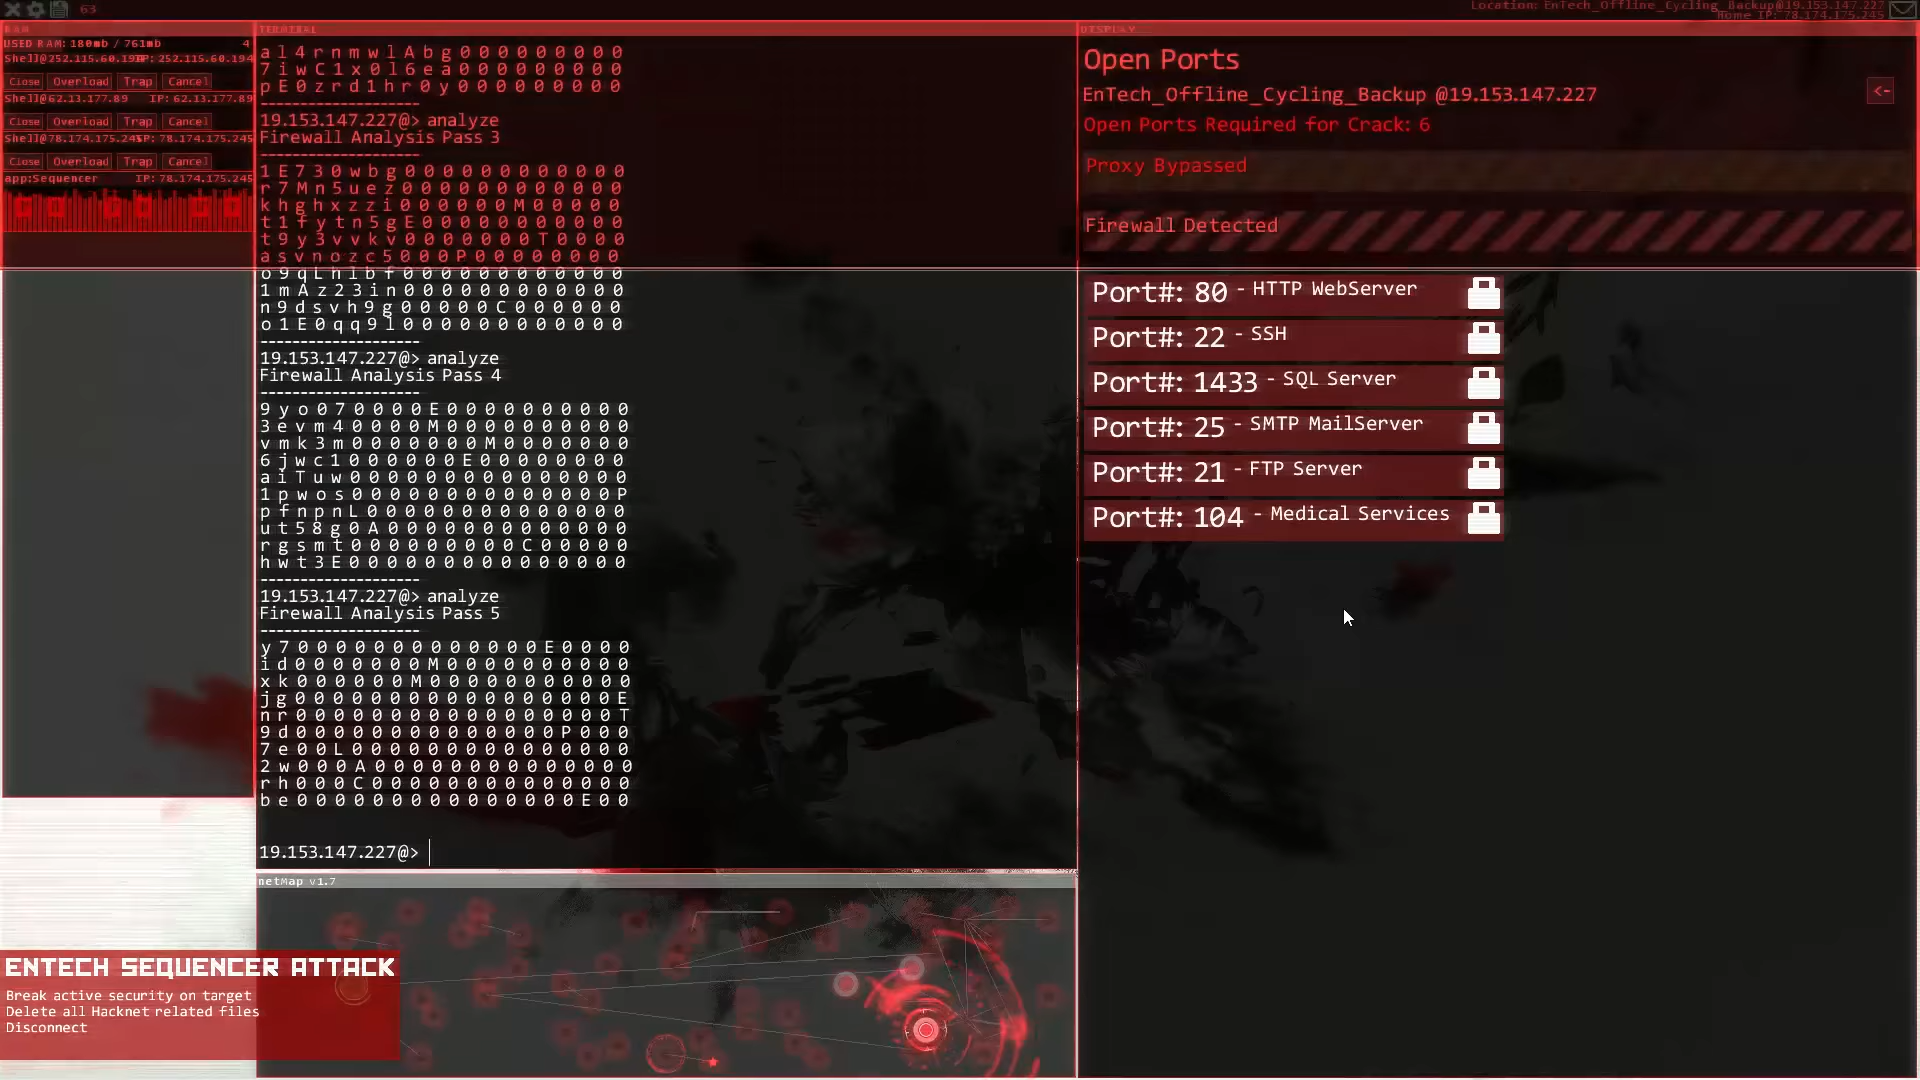 63
Location: EnTech_Offline_Cycling_Backup@19.153.147.227
Home IP: 78.174.175.245
RAM
USED RAM: 180mb / 761mb 4
Shell@252.115.60.194 IP: 252.115.60.194
Close Overload Trap Cancel
Shell@62.13.177.89 IP: 62.13.177.89
Close Overload Trap Cancel
Shell@78.174.175.245 IP: 78.174.175.245
Close Overload Trap Cancel
app:Sequencer IP: 78.174.175.245
TERMINAL
a l 4 r n m w l A b g 0 0 0 0 0 0 0 0 0
7 i w C 1 x 0 l 6 e a 0 0 0 0 0 0 0 0 0
p E 0 z r d 1 h r 0 y 0 0 0 0 0 0 0 0 0
--------------------
19.153.147.227@> analyze
Firewall Analysis Pass 3
--------------------
1 E 7 3 0 w b g 0 0 0 0 0 0 0 0 0 0 0 0
r 7 M n 5 u e z 0 0 0 0 0 0 0 0 0 0 0 0
k h g h x z z i 0 0 0 0 0 0 M 0 0 0 0 0
t 1 f y t n 5 g E 0 0 0 0 0 0 0 0 0 0 0
t 9 y 3 v v k v 0 0 0 0 0 0 0 T 0 0 0 0
a s v n o z c 5 0 0 0 P 0 0 0 0 0 0 0 0
o 9 q L h l b f 0 0 0 0 0 0 0 0 0 0 0 0
1 m A z 2 3 i n 0 0 0 0 0 0 0 0 0 0 0 0
n 9 d s v h 9 g 0 0 0 0 0 C 0 0 0 0 0 0
o 1 E 0 q q 9 l 0 0 0 0 0 0 0 0 0 0 0 0
--------------------
19.153.147.227@> analyze
Firewall Analysis Pass 4
--------------------
9 y o 0 7 0 0 0 0 E 0 0 0 0 0 0 0 0 0 0
3 e v m 4 0 0 0 0 M 0 0 0 0 0 0 0 0 0 0
v m k 3 m 0 0 0 0 0 0 0 M 0 0 0 0 0 0 0
6 j w c 1 0 0 0 0 0 0 E 0 0 0 0 0 0 0 0
a i T u w 0 0 0 0 0 0 0 0 0 0 0 0 0 0 0
1 p w o s 0 0 0 0 0 0 0 0 0 0 0 0 0 0 P
p f n p n L 0 0 0 0 0 0 0 0 0 0 0 0 0 0
u t 5 8 g 0 A 0 0 0 0 0 0 0 0 0 0 0 0 0
r g s m t 0 0 0 0 0 0 0 0 0 C 0 0 0 0 0
h w t 3 E 0 0 0 0 0 0 0 0 0 0 0 0 0 0 0
--------------------
19.153.147.227@> analyze
Firewall Analysis Pass 5
--------------------
y 7 0 0 0 0 0 0 0 0 0 0 0 0 0 E 0 0 0 0
i d 0 0 0 0 0 0 0 M 0 0 0 0 0 0 0 0 0 0
x k 0 0 0 0 0 0 M 0 0 0 0 0 0 0 0 0 0 0
j g 0 0 0 0 0 0 0 0 0 0 0 0 0 0 0 0 0 E
n r 0 0 0 0 0 0 0 0 0 0 0 0 0 0 0 0 0 T
9 d 0 0 0 0 0 0 0 0 0 0 0 0 0 0 P 0 0 0
7 e 0 0 L 0 0 0 0 0 0 0 0 0 0 0 0 0 0 0
2 w 0 0 0 A 0 0 0 0 0 0 0 0 0 0 0 0 0 0
r h 0 0 0 C 0 0 0 0 0 0 0 0 0 0 0 0 0 0
b e 0 0 0 0 0 0 0 0 0 0 0 0 0 0 0 E 0 0
19.153.147.227@>
netMap v1.7
ENTECH SEQUENCER ATTACK
Break active security on target
Delete all Hacknet related files
Disconnect
DISPLAY
Open Ports
EnTech_Offline_Cycling_Backup @19.153.147.227
<-
Open Ports Required for Crack: 6
Proxy Bypassed
Firewall Detected
Port#: 80 - HTTP WebServer
Port#: 22 - SSH
Port#: 1433 - SQL Server
Port#: 25 - SMTP MailServer
Port#: 21 - FTP Server
Port#: 104 - Medical Services